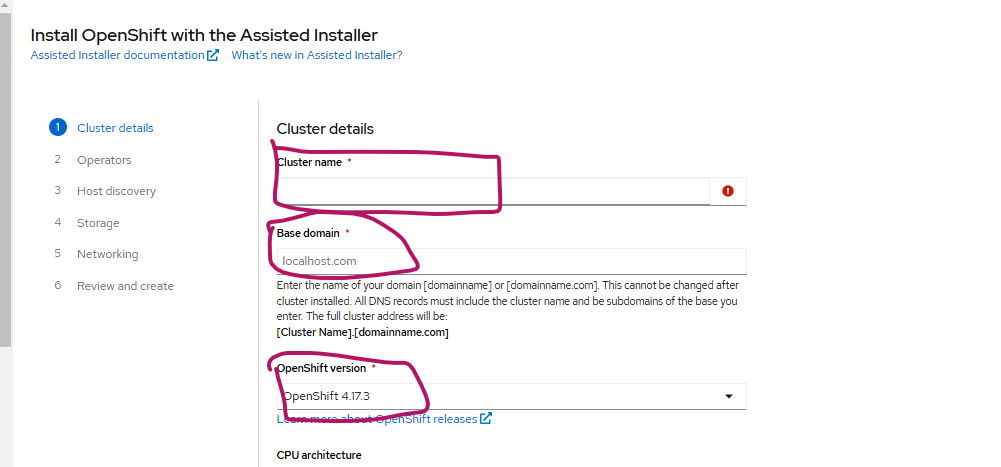 Install OpenShift with the Assisted Installer
Assisted Installer documentation What's new in Assisted Installer?
1 Cluster details
2 Operators
3 Host discovery
4 Storage
5 Networking
6 Review and create
Cluster details
Cluster name *
Base domain *
localhost.com
Enter the name of your domain [domainname] or [domainname.com]. This cannot be changed after
cluster installed. All DNS records must include the cluster name and be subdomains of the base you
enter. The full cluster address will be:
[Cluster Name].[domainname.com]
OpenShift version *
OpenShift 4.17.3
Learn more about OpenShift releases
CPU architecture